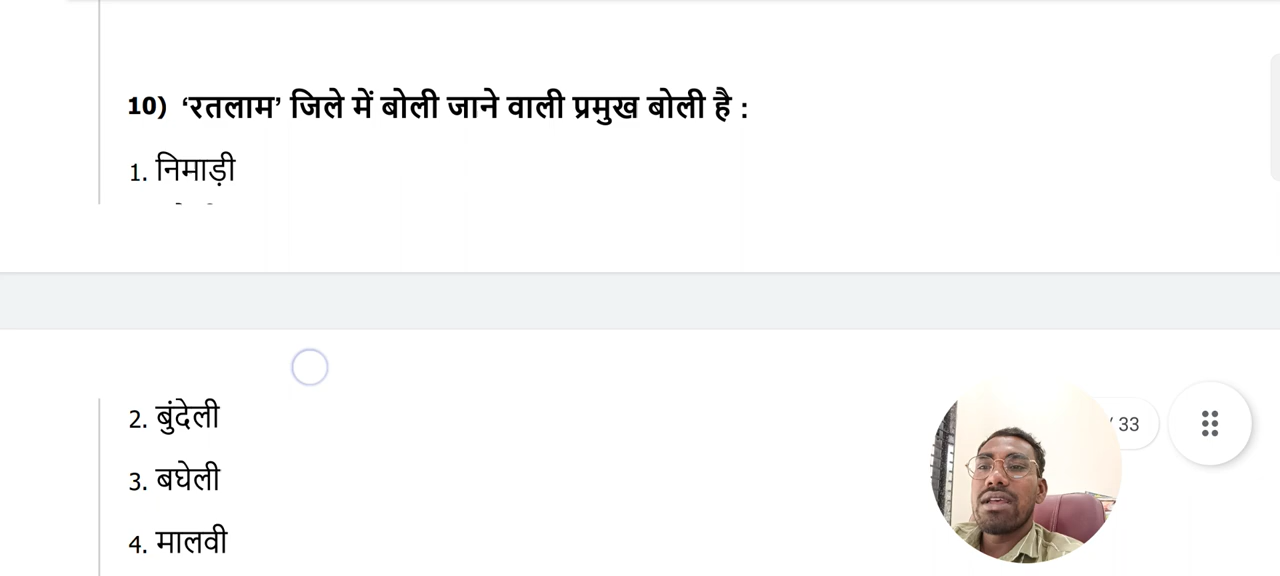 10) ‘रतलाम’ जिले में बोली जाने वाली प्रमुख बोली है :
1. निमाड़ी
2. बुंदेली
/ 33
3. बघेली
4. मालवी